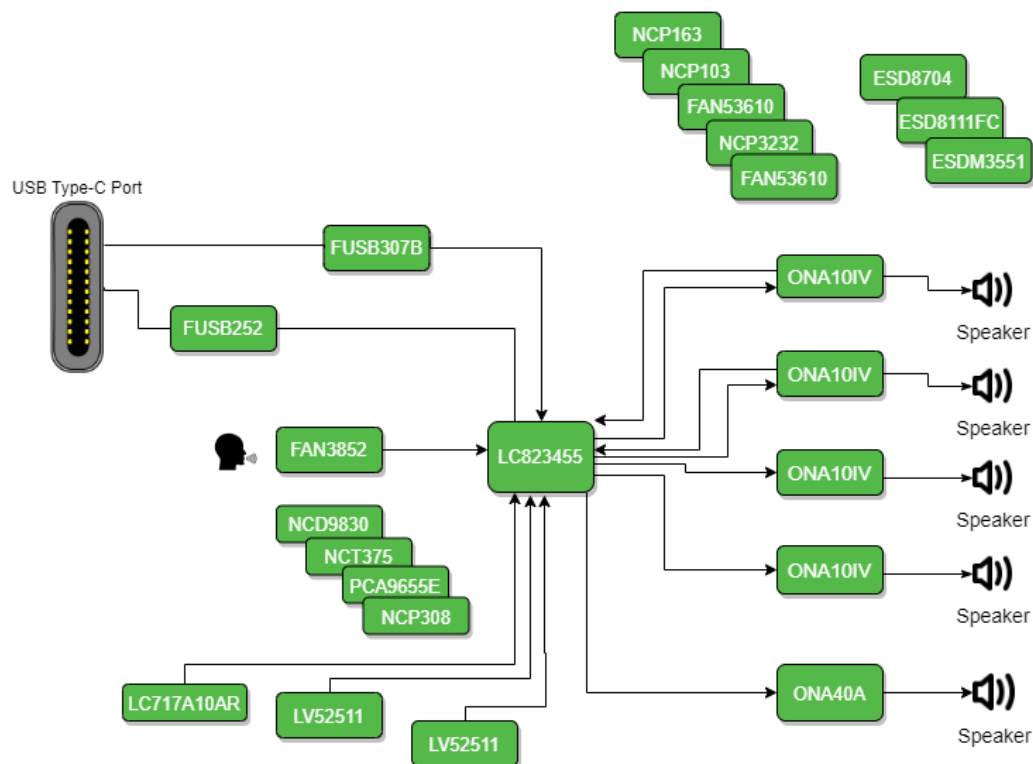 NCP163
NCP103
FAN53610
NCP3232
FAN53610
ESD8704
ESD8111FC
ESDM3551
USB Type-C Port
FUSB307B
FUSB252
ONA10IV
Speaker
ONA10IV
Speaker
FAN3852
LC823455
ONA10IV
Speaker
NCD9830
NCT375
PCA9655E
NCP308
ONA10IV
Speaker
LC717A10AR
LV52511
LV52511
ONA40A
Speaker